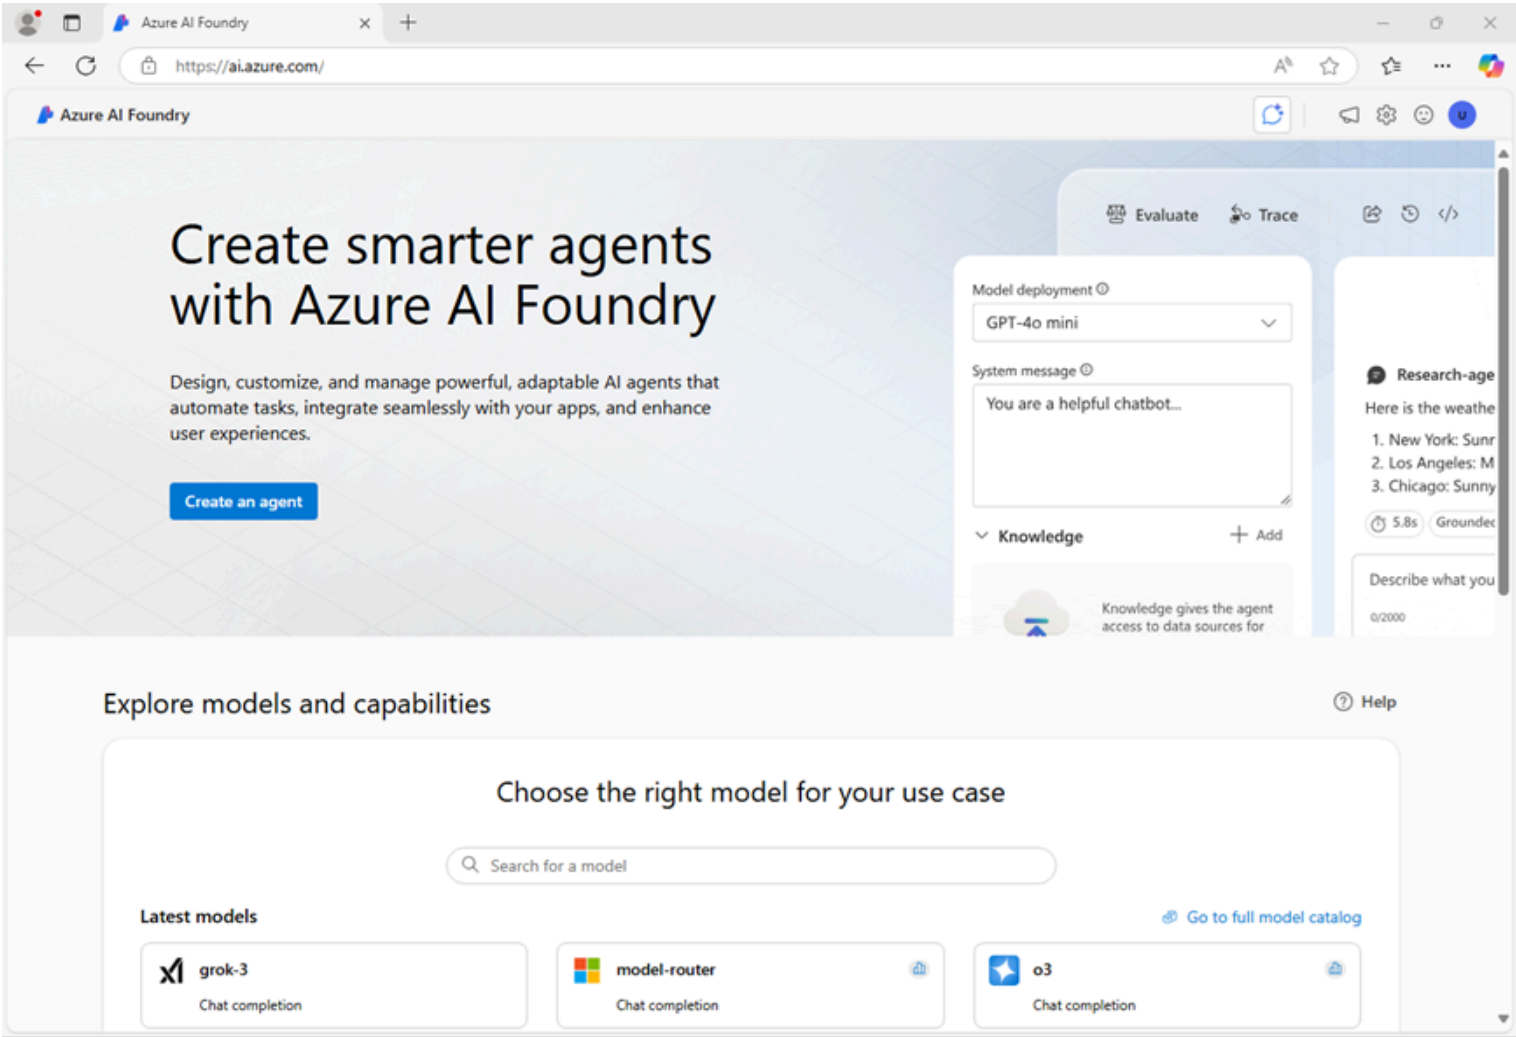 Azure AI Foundry
https://ai.azure.com/
Azure AI Foundry
U
Create smarter agents
with Azure AI Foundry
Design, customize, and manage powerful, adaptable AI agents that
automate tasks, integrate seamlessly with your apps, and enhance
user experiences.
Create an agent
Evaluate
Trace
Model deployment
GPT-4o mini
System message
You are a helpful chatbot...
Knowledge
Add
Knowledge gives the agent
access to data sources for
Research-age
Here is the weathe
1. New York: Sunr
2. Los Angeles: M
3. Chicago: Sunny
5.8s
Grounded
Describe what you
0/2000
Explore models and capabilities
Help
Choose the right model for your use case
Search for a model
Latest models
Go to full model catalog
grok-3
Chat completion
model-router
Chat completion
o3
Chat completion